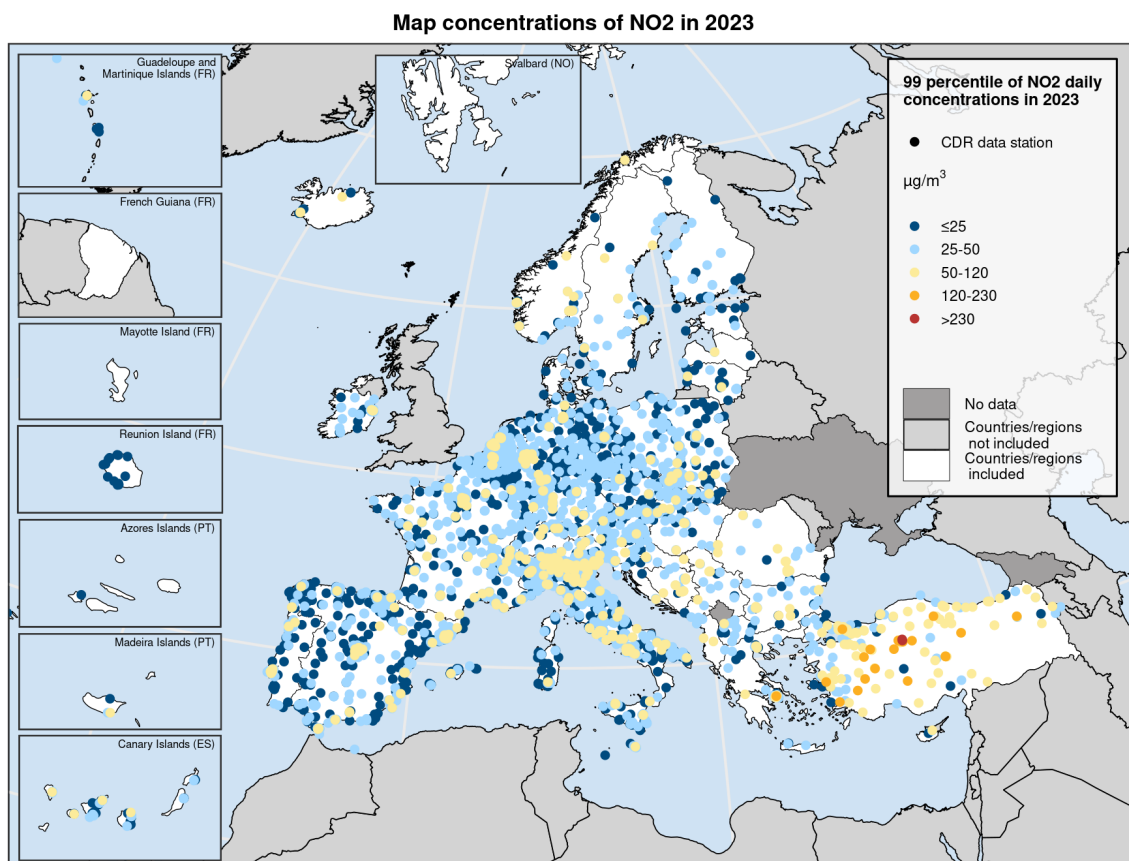 Map concentrations of NO2 in 2023
Guadeloupe and
Martinique Islands (FR)
Svalbard (NO)
French Guiana (FR)
Mayotte Island (FR)
Reunion Island (FR)
Azores Islands (PT)
Madeira Islands (PT)
Canary Islands (ES)
99 percentile of NO2 daily
concentrations in 2023
CDR data station
µg/m³
≤25
25-50
50-120
120-230
>230
No data
Countries/regions
not included
Countries/regions
included